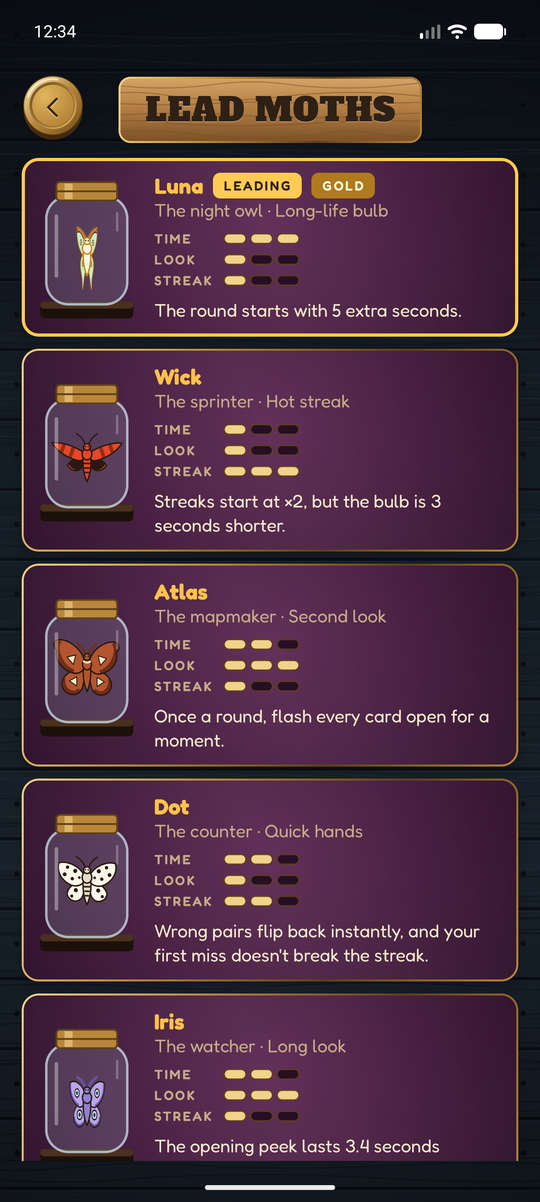 12:34
LEAD MOTHS
Luna LEADING GOLD
The night owl · Long-life bulb
TIME
LOOK
STREAK
The round starts with 5 extra seconds.
Wick
The sprinter · Hot streak
TIME
LOOK
STREAK
Streaks start at ×2, but the bulb is 3
seconds shorter.
Atlas
The mapmaker · Second look
TIME
LOOK
STREAK
Once a round, flash every card open for a
moment.
Dot
The counter · Quick hands
TIME
LOOK
STREAK
Wrong pairs flip back instantly, and your
first miss doesn't break the streak.
Iris
The watcher · Long look
TIME
LOOK
STREAK
The opening peek lasts 3.4 seconds